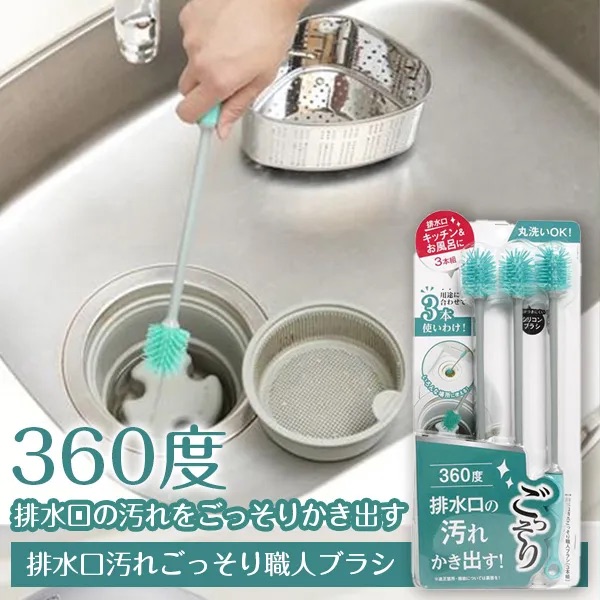 排水口
キッチン&
お風呂に
3本組
丸洗いOK!
用途に
合わせて
3本
使いわけ!
シリコン
ブラシ
360度
排水口の
汚れ
かき出す!
ごっそり
360度
排水口の汚れをごっそりかき出す
排水口汚れごっそり職人ブラシ